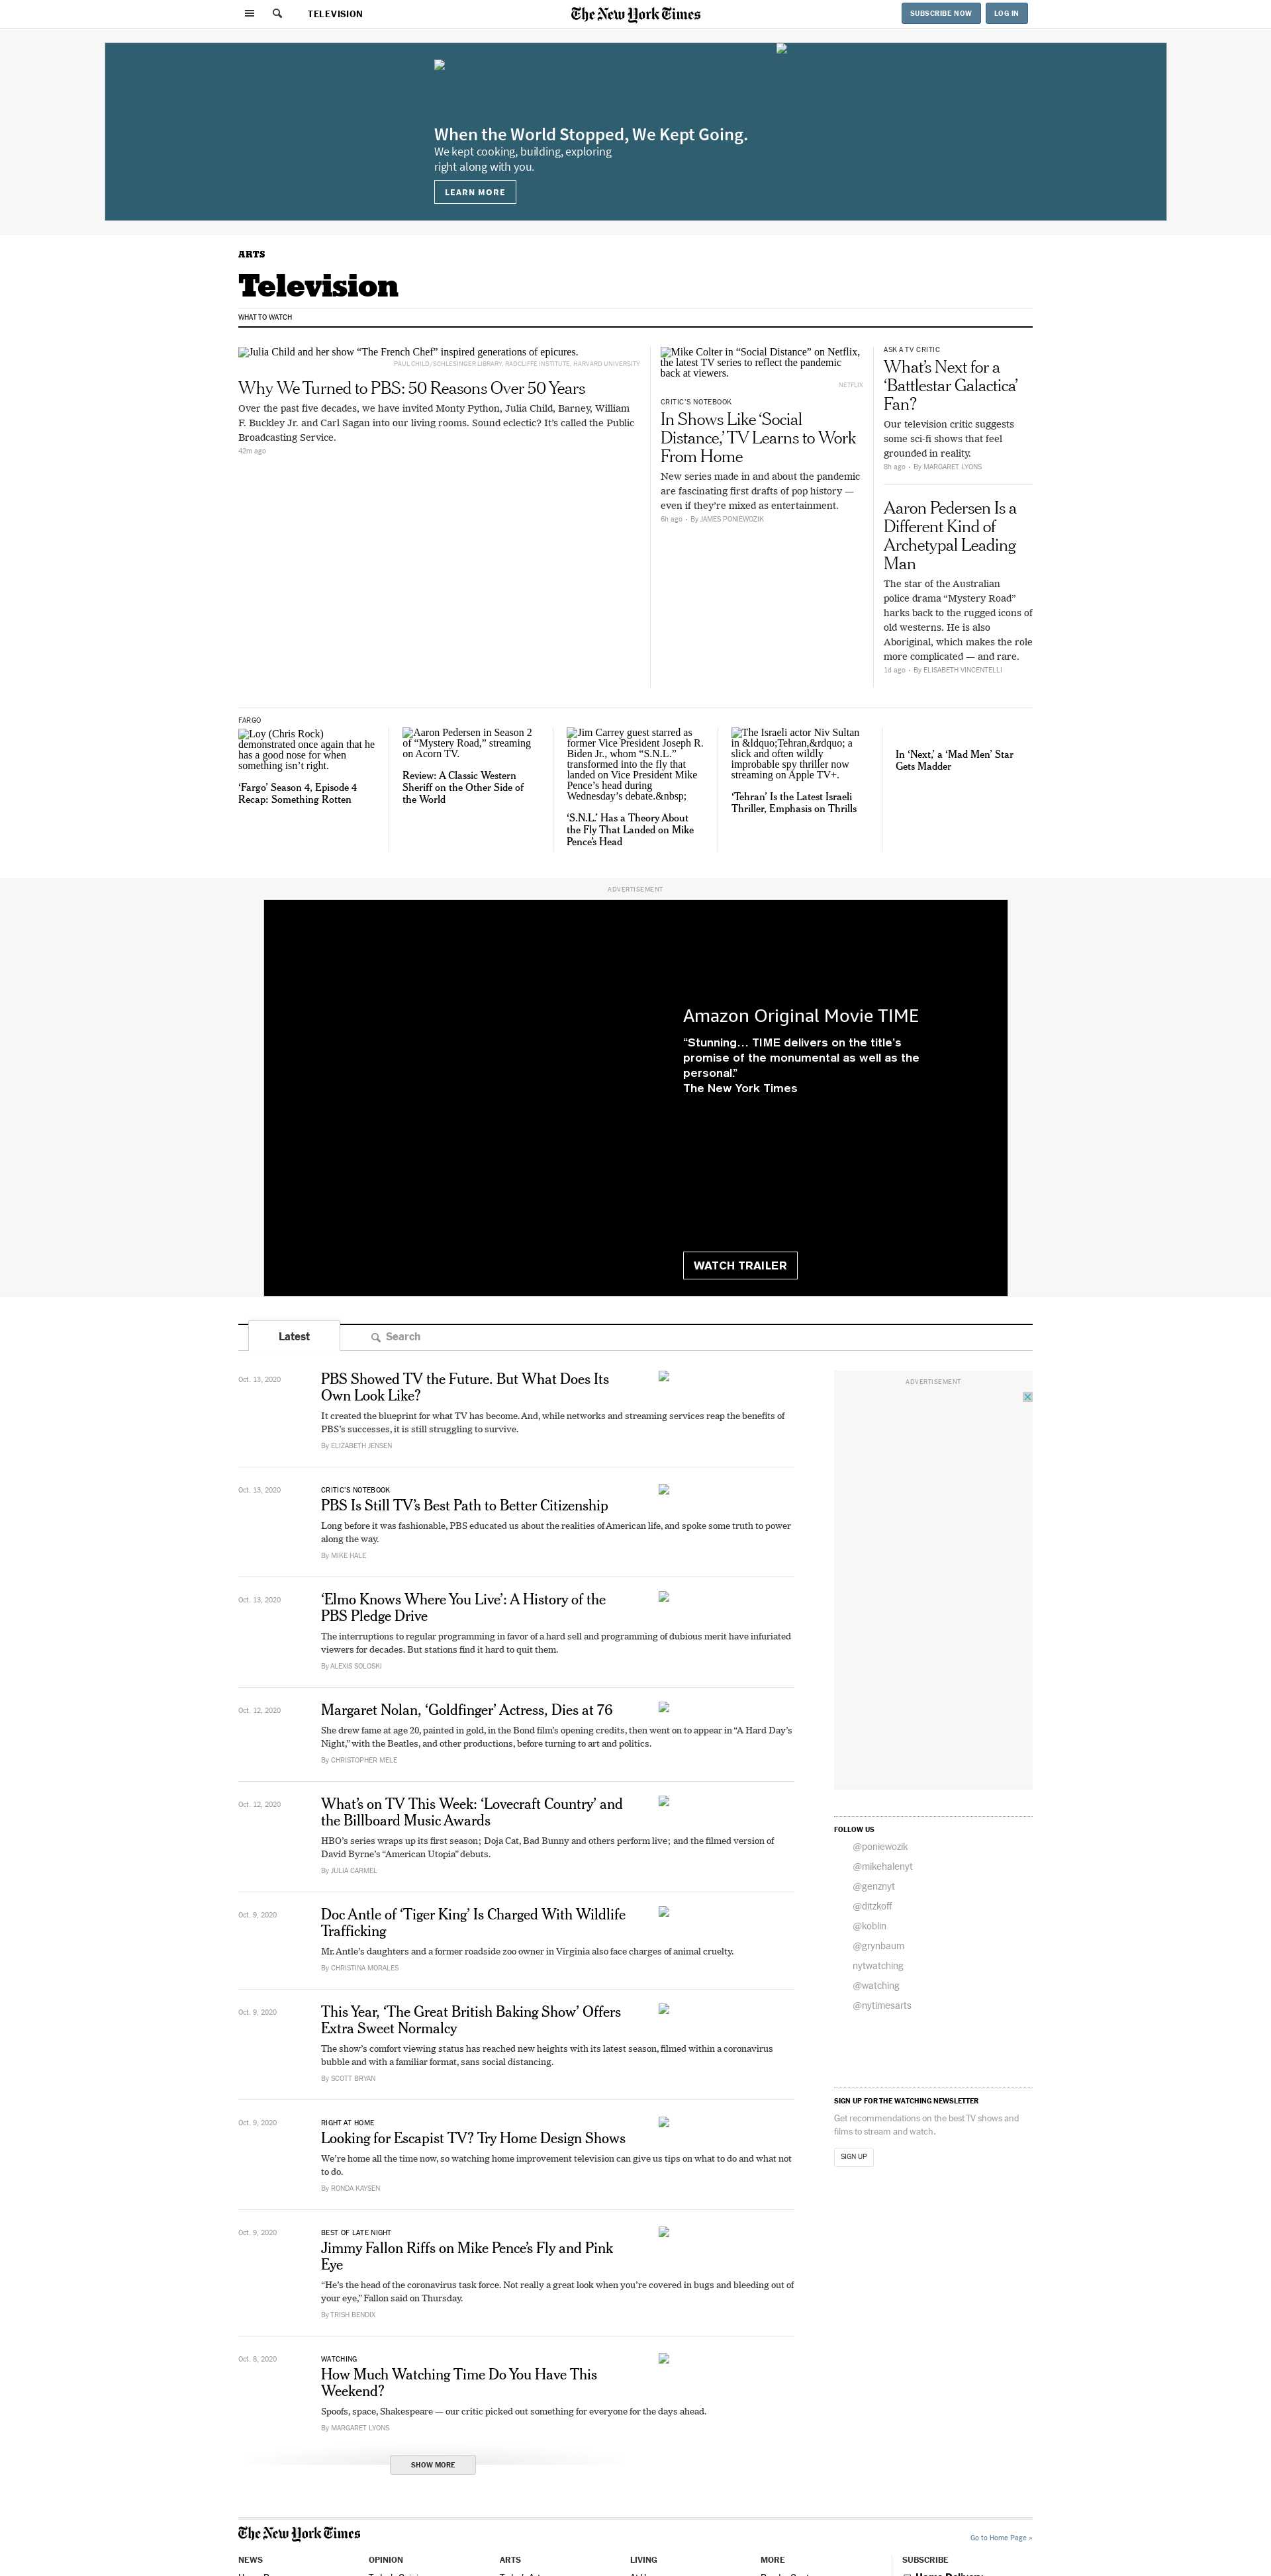 TELEVISION
The New York Times
SUBSCRIBE NOW
LOG IN
When the World Stopped, We Kept Going.
We kept cooking, building, exploring
right along with you.
LEARN MORE
ARTS
Television
WHAT TO WATCH
Julia Child and her show “The French Chef” inspired generations of epicures.
PAUL CHILD/SCHLESINGER LIBRARY, RADCLIFFE INSTITUTE, HARVARD UNIVERSITY
Why We Turned to PBS: 50 Reasons Over 50 Years
Over the past five decades, we have invited Monty Python, Julia Child, Barney, William
F. Buckley Jr. and Carl Sagan into our living rooms. Sound eclectic? It’s called the Public
Broadcasting Service.
42m ago
Mike Colter in “Social Distance” on Netflix,
the latest TV series to reflect the pandemic
back at viewers.
NETFLIX
CRITIC’S NOTEBOOK
In Shows Like ‘Social
Distance,’ TV Learns to Work
From Home
New series made in and about the pandemic
are fascinating first drafts of pop history —
even if they’re mixed as entertainment.
6h ago · By JAMES PONIEWOZIK
ASK A TV CRITIC
What’s Next for a
‘Battlestar Galactica’
Fan?
Our television critic suggests
some sci-fi shows that feel
grounded in reality.
8h ago · By MARGARET LYONS
Aaron Pedersen Is a
Different Kind of
Archetypal Leading
Man
The star of the Australian
police drama “Mystery Road”
harks back to the rugged icons of
old westerns. He is also
Aboriginal, which makes the role
more complicated — and rare.
1d ago · By ELISABETH VINCENTELLI
FARGO
Loy (Chris Rock)
demonstrated once again that he
has a good nose for when
something isn’t right.
‘Fargo’ Season 4, Episode 4
Recap: Something Rotten
Aaron Pedersen in Season 2
of “Mystery Road,” streaming
on Acorn TV.
Review: A Classic Western
Sheriff on the Other Side of
the World
Jim Carrey guest starred as
former Vice President Joseph R.
Biden Jr., whom “S.N.L.”
transformed into the fly that
landed on Vice President Mike
Pence’s head during
Wednesday’s debate.&nbsp;
‘S.N.L.’ Has a Theory About
the Fly That Landed on Mike
Pence’s Head
The Israeli actor Niv Sultan
in &ldquo;Tehran,&rdquo; a
slick and often wildly
improbable spy thriller now
streaming on Apple TV+.
‘Tehran’ Is the Latest Israeli
Thriller, Emphasis on Thrills
In ‘Next,’ a ‘Mad Men’ Star
Gets Madder
ADVERTISEMENT
Amazon Original Movie TIME
“Stunning... TIME delivers on the title’s
promise of the monumental as well as the
personal.”
The New York Times
WATCH TRAILER
Latest
Search
Oct. 13, 2020
PBS Showed TV the Future. But What Does Its
Own Look Like?
It created the blueprint for what TV has become. And, while networks and streaming services reap the benefits of
PBS’s successes, it is still struggling to survive.
By ELIZABETH JENSEN
Oct. 13, 2020
CRITIC’S NOTEBOOK
PBS Is Still TV’s Best Path to Better Citizenship
Long before it was fashionable, PBS educated us about the realities of American life, and spoke some truth to power
along the way.
By MIKE HALE
Oct. 13, 2020
‘Elmo Knows Where You Live’: A History of the
PBS Pledge Drive
The interruptions to regular programming in favor of a hard sell and programming of dubious merit have infuriated
viewers for decades. But stations find it hard to quit them.
By ALEXIS SOLOSKI
Oct. 12, 2020
Margaret Nolan, ‘Goldfinger’ Actress, Dies at 76
She drew fame at age 20, painted in gold, in the Bond film’s opening credits, then went on to appear in “A Hard Day’s
Night,” with the Beatles, and other productions, before turning to art and politics.
By CHRISTOPHER MELE
Oct. 12, 2020
What’s on TV This Week: ‘Lovecraft Country’ and
the Billboard Music Awards
HBO’s series wraps up its first season; Doja Cat, Bad Bunny and others perform live; and the filmed version of
David Byrne’s “American Utopia” debuts.
By JULIA CARMEL
Oct. 9, 2020
Doc Antle of ‘Tiger King’ Is Charged With Wildlife
Trafficking
Mr. Antle’s daughters and a former roadside zoo owner in Virginia also face charges of animal cruelty.
By CHRISTINA MORALES
Oct. 9, 2020
This Year, ‘The Great British Baking Show’ Offers
Extra Sweet Normalcy
The show’s comfort viewing status has reached new heights with its latest season, filmed within a coronavirus
bubble and with a familiar format, sans social distancing.
By SCOTT BRYAN
Oct. 9, 2020
RIGHT AT HOME
Looking for Escapist TV? Try Home Design Shows
We’re home all the time now, so watching home improvement television can give us tips on what to do and what not
to do.
By RONDA KAYSEN
Oct. 9, 2020
BEST OF LATE NIGHT
Jimmy Fallon Riffs on Mike Pence’s Fly and Pink
Eye
“He’s the head of the coronavirus task force. Not really a great look when you’re covered in bugs and bleeding out of
your eye,” Fallon said on Thursday.
By TRISH BENDIX
Oct. 8, 2020
WATCHING
How Much Watching Time Do You Have This
Weekend?
Spoofs, space, Shakespeare — our critic picked out something for everyone for the days ahead.
By MARGARET LYONS
SHOW MORE
ADVERTISEMENT
FOLLOW US
@poniewozik
@mikehalenyt
@genznyt
@ditzkoff
@koblin
@grynbaum
nytwatching
@watching
@nytimesarts
SIGN UP FOR THE WATCHING NEWSLETTER
Get recommendations on the best TV shows and
films to stream and watch.
SIGN UP
The New York Times
Go to Home Page »
NEWS
OPINION
ARTS
LIVING
MORE
SUBSCRIBE